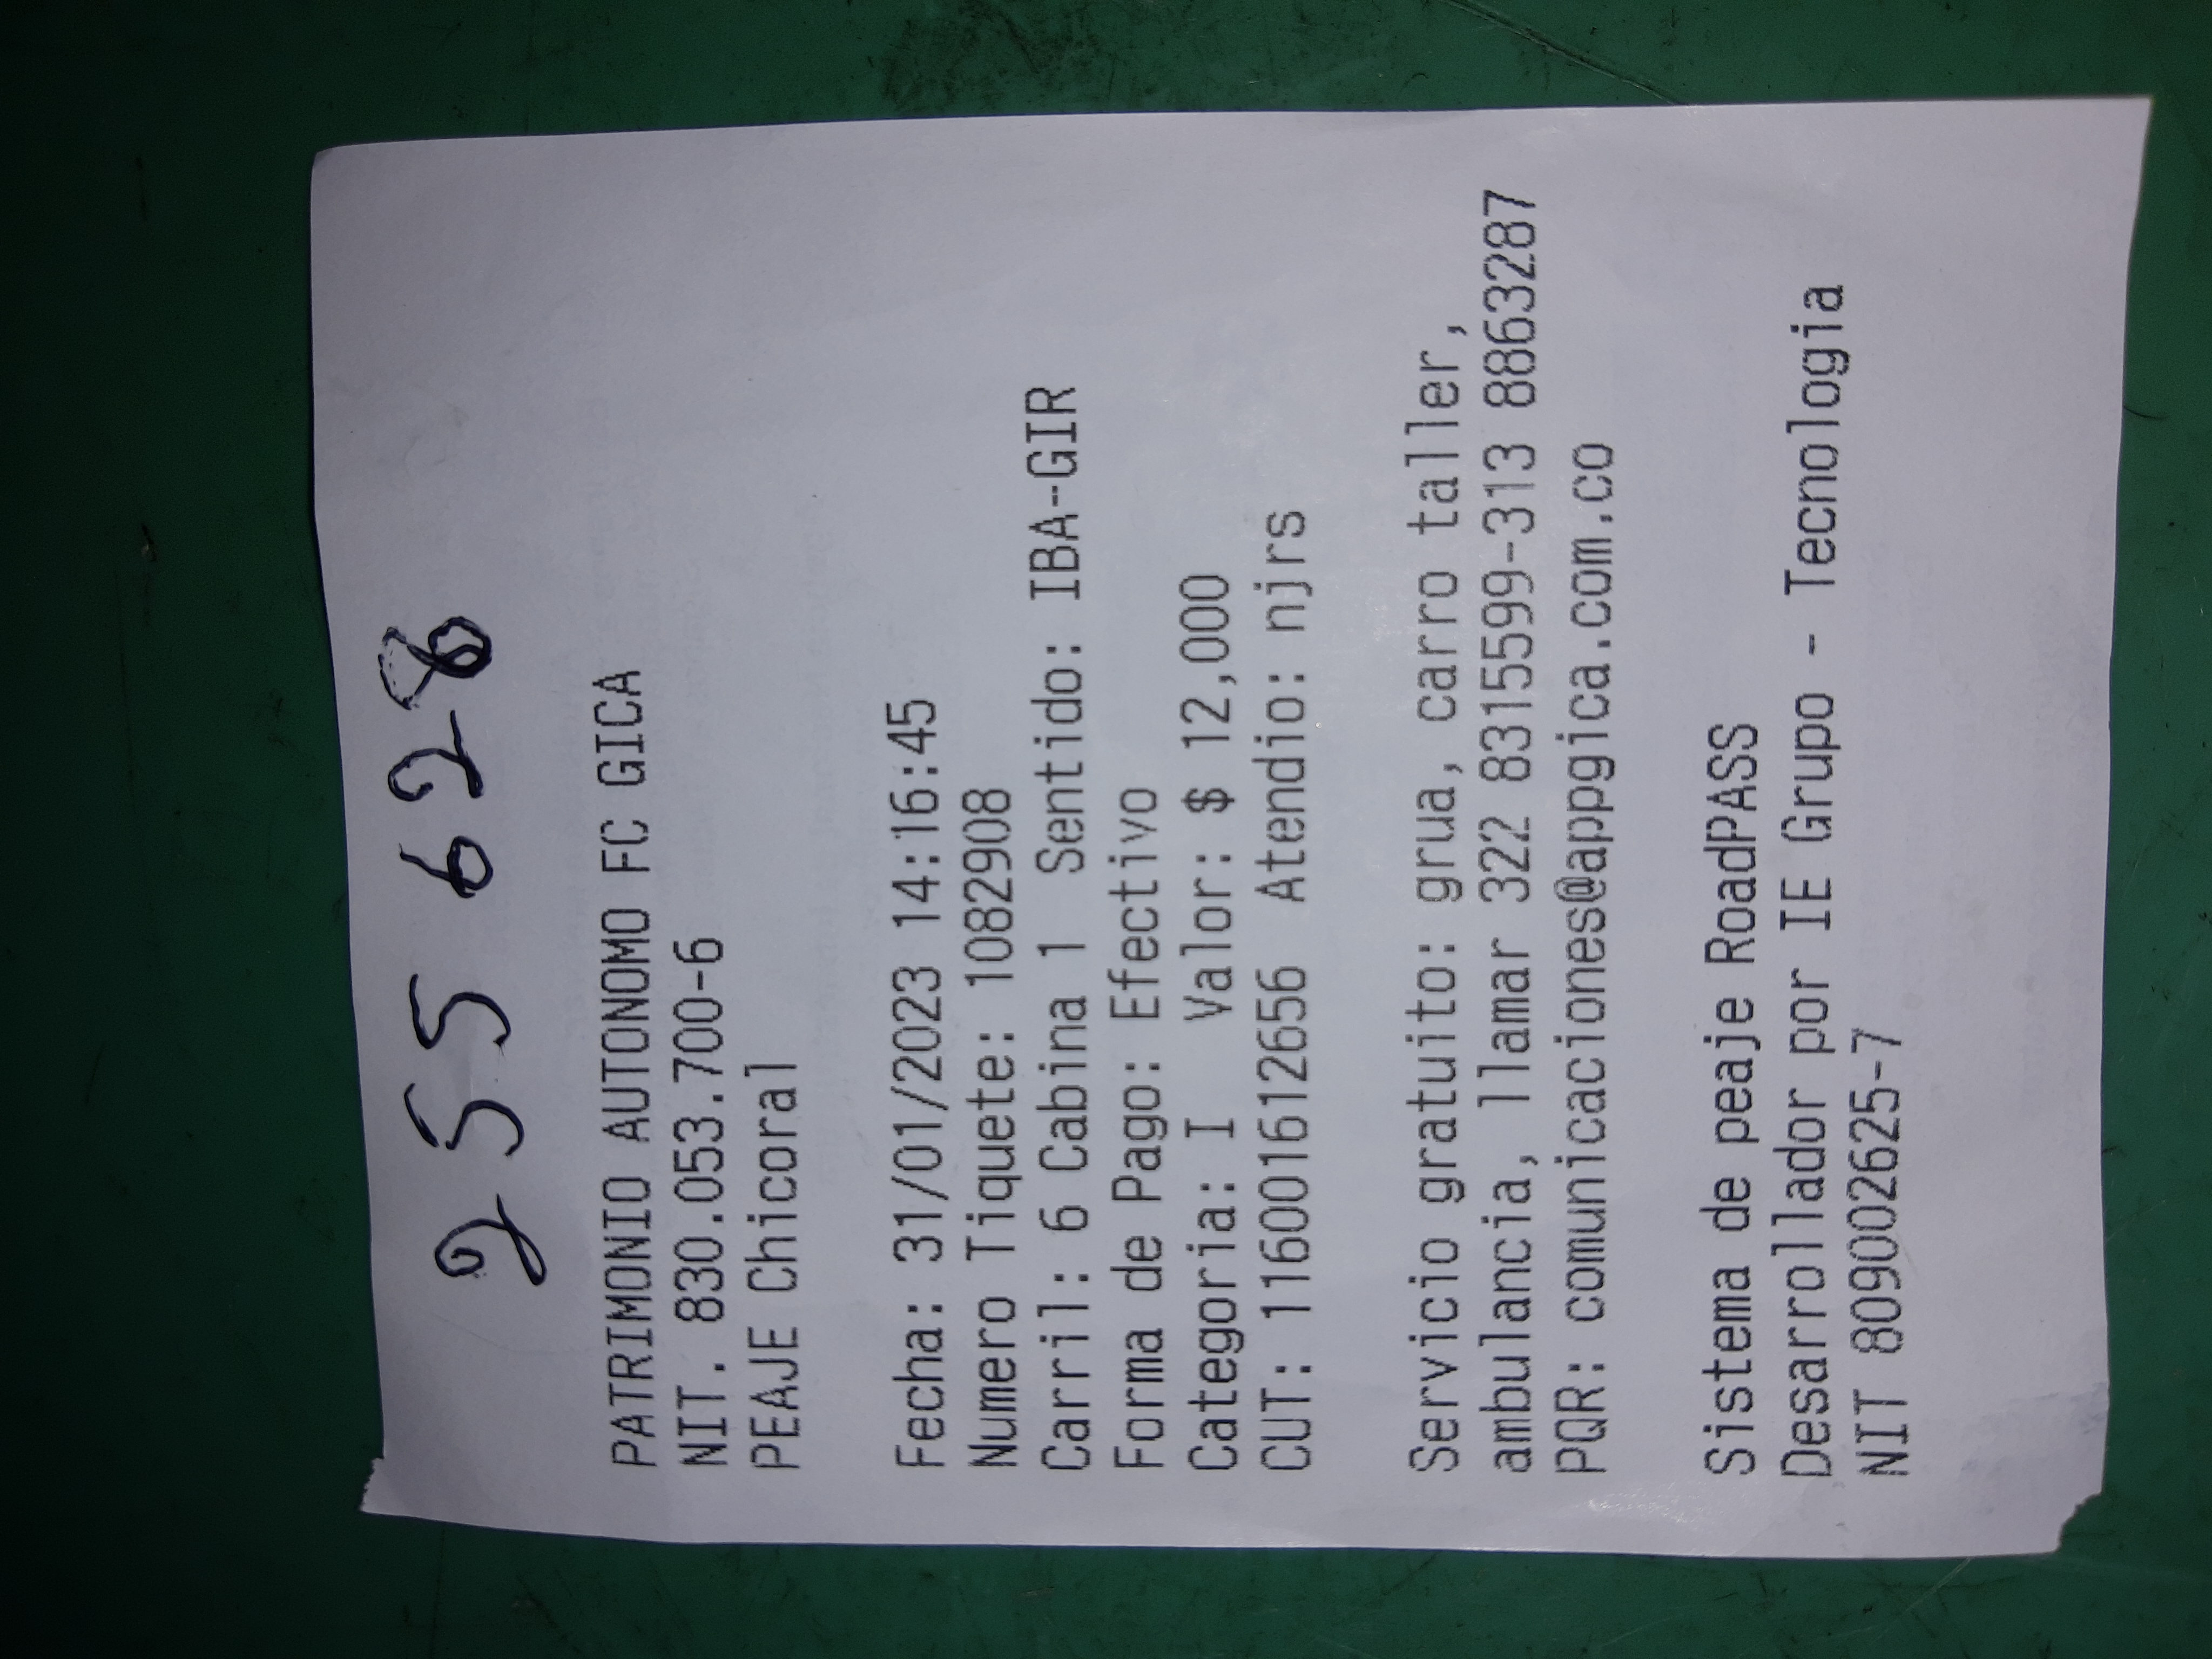 255628
PATRIMONIO AUTONOMO FC GICA
NIT. 830.053.700-6
PEAJE Chicoral
Fecha: 31/01/2023 14:16:45
Numero Tiquete: 1082908
Carril: 6 Cabina 1 Sentido: IBA-GIR
Forma de Pago: Efectivo
Categoria: I Valor: $ 12,000
CUT: 1160016126​56 Atendio: njrs
Servicio gratuito: grua, carro taller,
ambulancia, llamar 322 8315599-313 8863287
PQR: comunicaciones@appgica.com.co
Sistema de peaje RoadPASS
Desarrollador por IE Grupo - Tecnologia
NIT 80900​2625-7